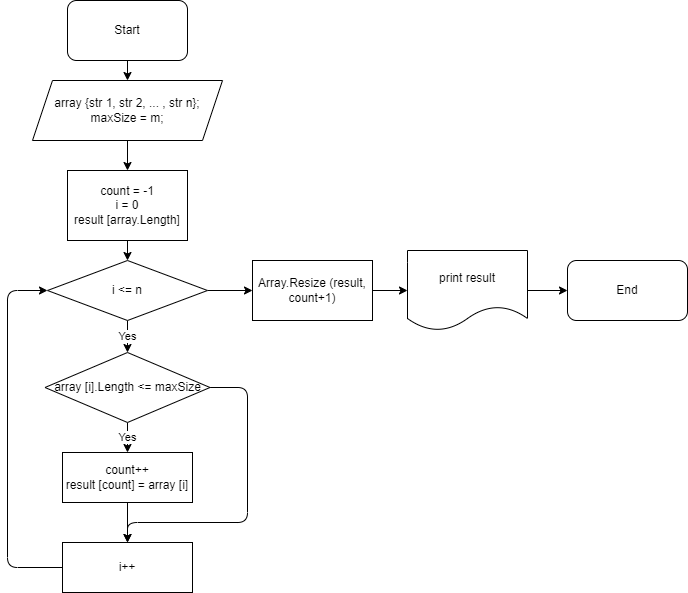 Start
array {str 1, str 2, ... , str n};
maxSize = m;
count = -1
i = 0
result [array.Length]
i <= n
Array.Resize (result,
count+1)
print result
End
Yes
array [i].Length <= maxSize
Yes
count++
result [count] = array [i]
i++